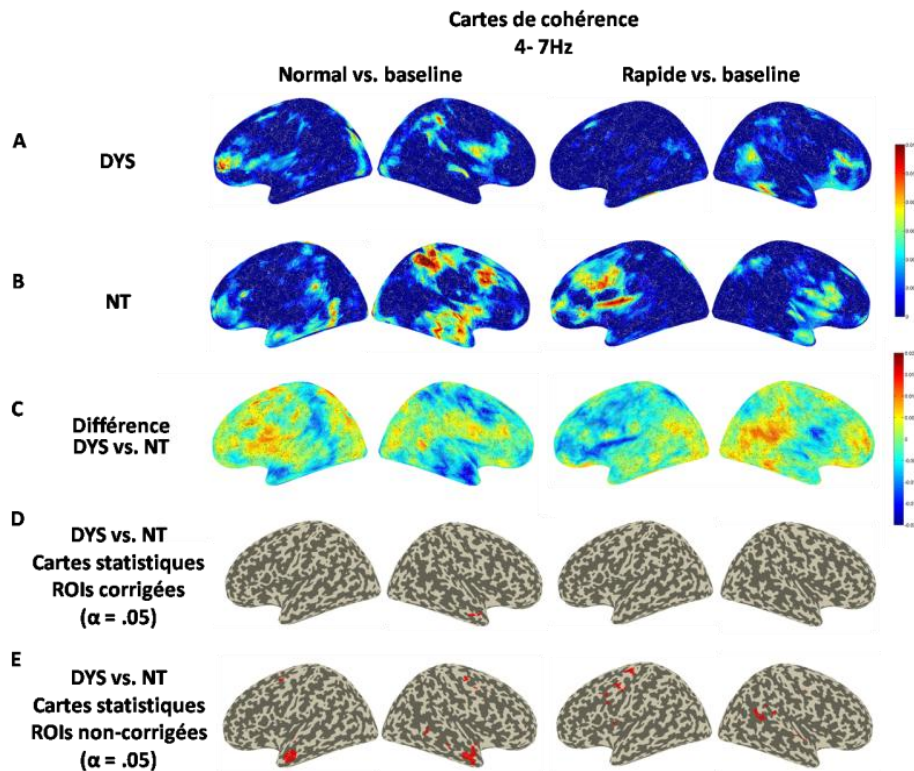 Cartes de cohérence
4- 7Hz
Normal vs. baseline
Rapide vs. baseline
A
DYS
B
NT
C
Différence
DYS vs. NT
D
DYS vs. NT
Cartes statistiques
ROIs corrigées
(α = .05)
E
DYS vs. NT
Cartes statistiques
ROIs non-corrigées
(α = .05)